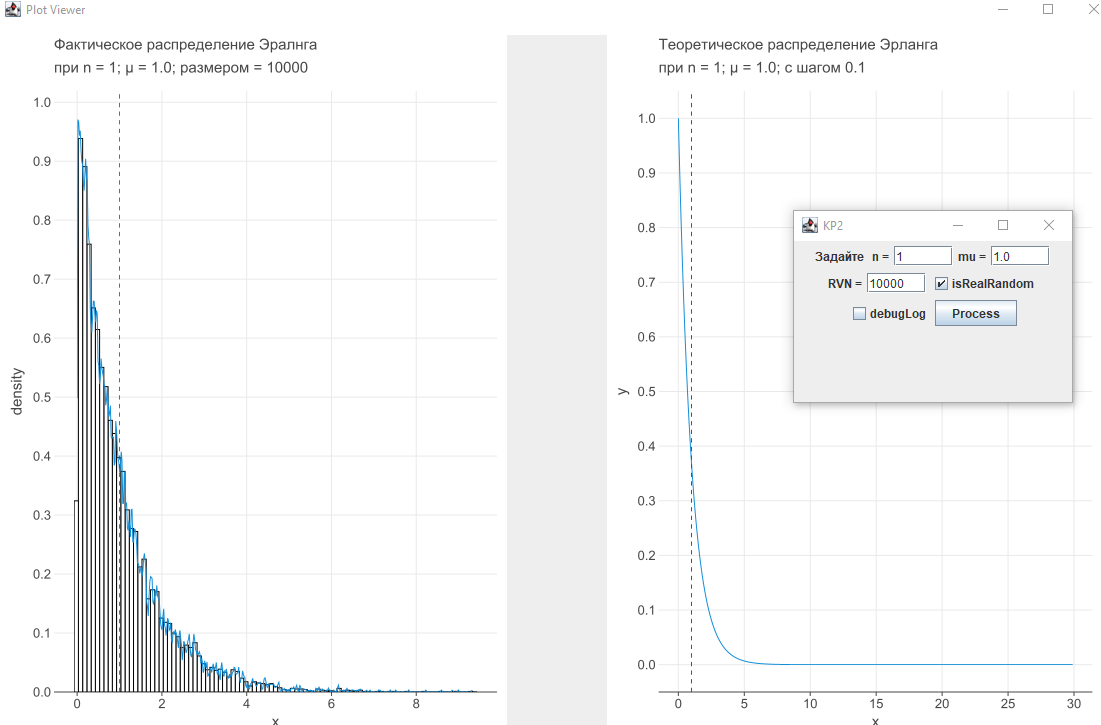 Plot Viewer
Фактическое распределение Эралнга
при n = 1; μ = 1.0; размером = 10000
1.0
0.9
0.8
0.7
0.6
0.5
0.4
0.3
0.2
0.1
0.0
density
0 2 4 6 8
x
Теоретическое распределение Эрланга
при n = 1; μ = 1.0; с шагом 0.1
1.0
0.9
0.8
0.7
0.6
0.5
0.4
0.3
0.2
0.1
0.0
y
0 5 10 15 20 25 30
x
KP2
Задайте n = 1 mu = 1.0
RVN = 10000 isRealRandom
debugLog Process